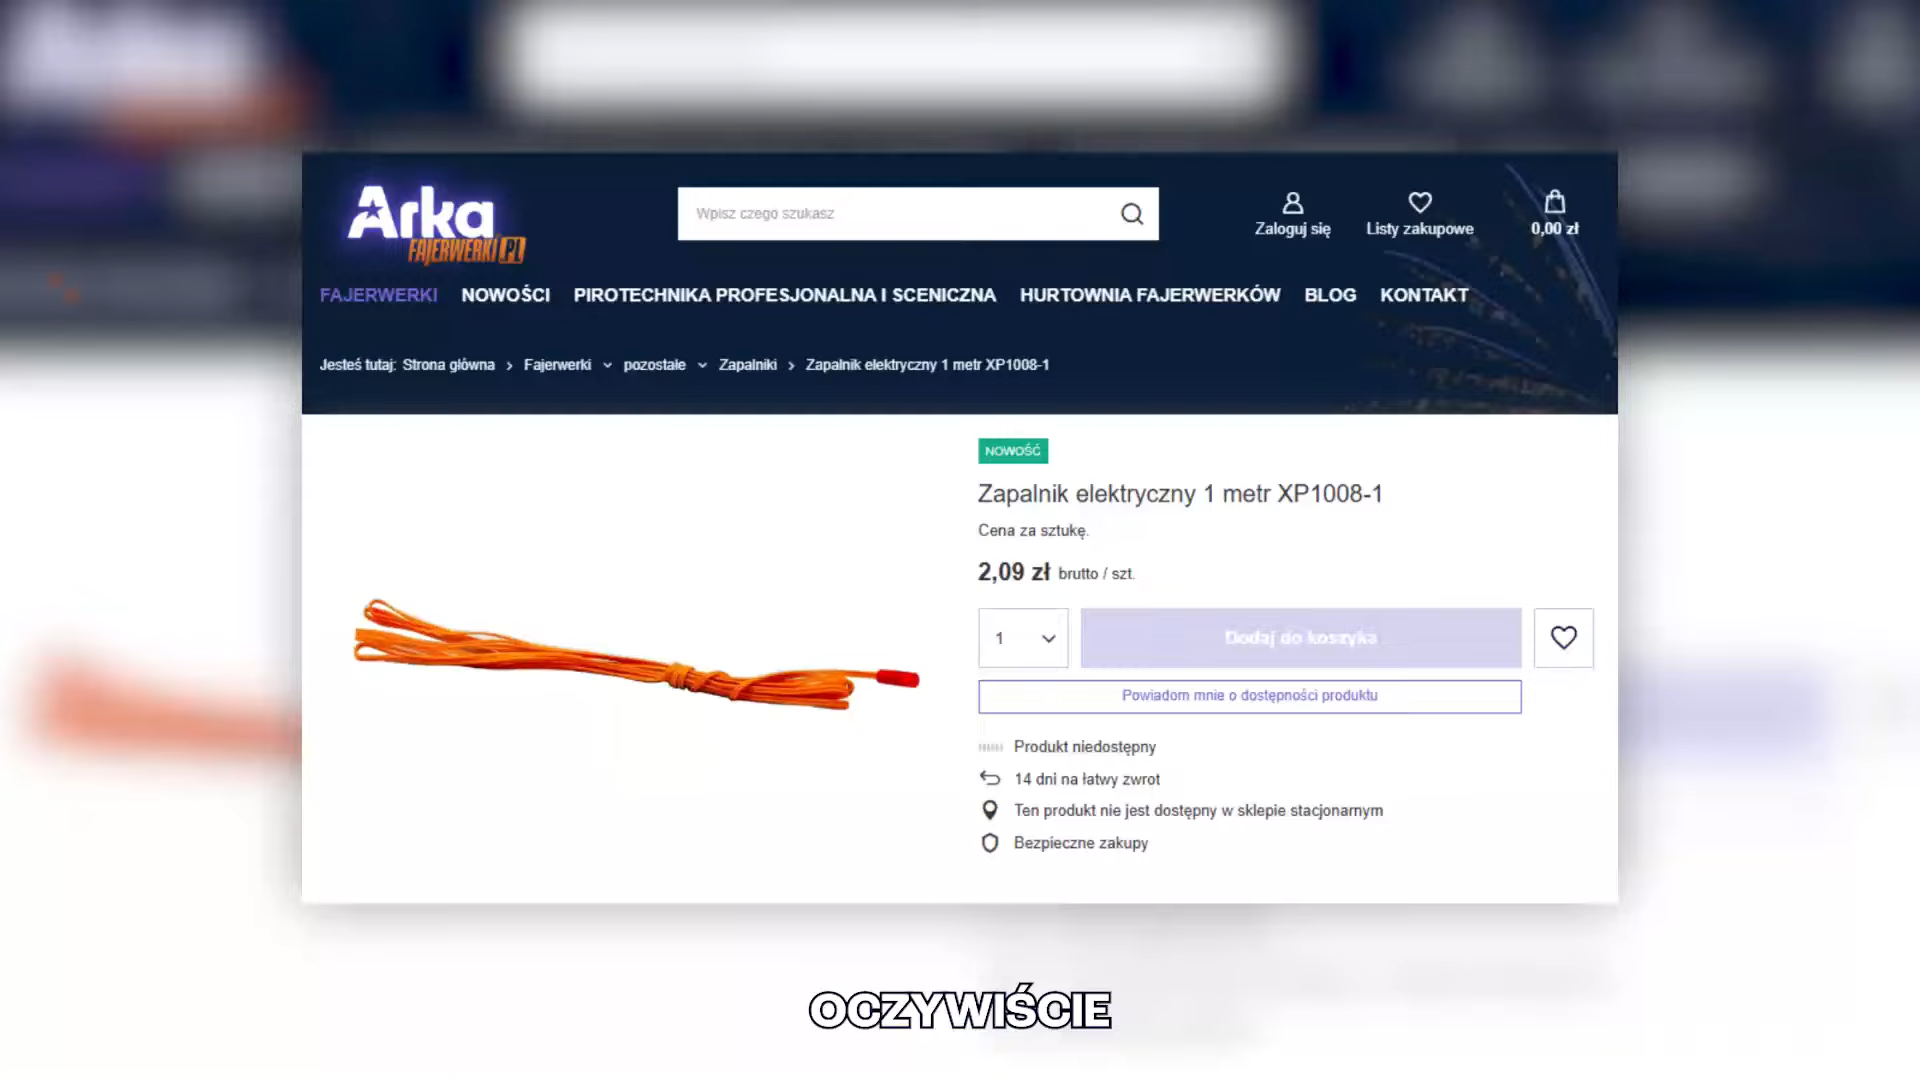 Arka
FAJERWERKI.PL
Wpisz czego szukasz
Zaloguj się
Listy zakupowe
0,00 zł
FAJERWERKI NOWOŚCI PIROTECHNIKA PROFESJONALNA I SCENICZNA HURTOWNIA FAJERWERKÓW BLOG KONTAKT
Jesteś tutaj: Strona główna > Fajerwerki pozostałe Zapalniki > Zapalnik elektryczny 1 metr XP1008-1
NOWOŚĆ
Zapalnik elektryczny 1 metr XP1008-1
Cena za sztukę.
2,09 zł brutto / szt.
1
Dodaj do koszyka
Powiadom mnie o dostępności produktu
Produkt niedostępny
14 dni na łatwy zwrot
Ten produkt nie jest dostępny w sklepie stacjonarnym
Bezpieczne zakupy
OCZYWIŚCIE